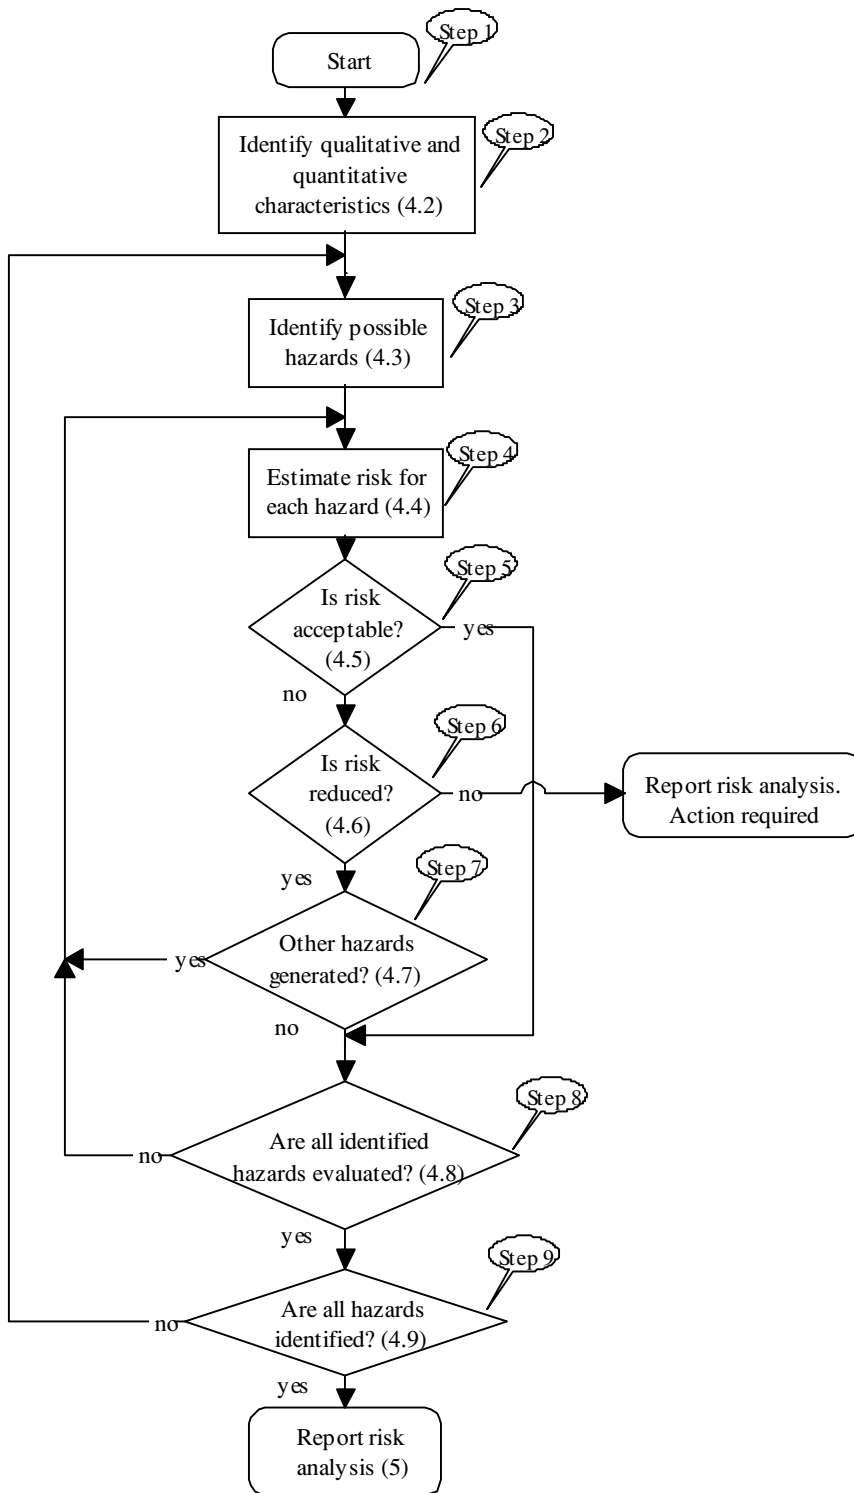 Step 1
Start
Step 2
Identify qualitative and
quantitative
characteristics (4.2)
Step 3
Identify possible
hazards (4.3)
Step 4
Estimate risk for
each hazard (4.4)
Step 5
Is risk
acceptable?
(4.5)
yes
no
Step 6
Is risk
reduced?
(4.6)
no
Report risk analysis.
Action required
yes
Step 7
Other hazards
generated? (4.7)
yes
no
Step 8
Are all identified
hazards evaluated? (4.8)
no
yes
Step 9
Are all hazards
identified? (4.9)
no
yes
Report risk
analysis (5)